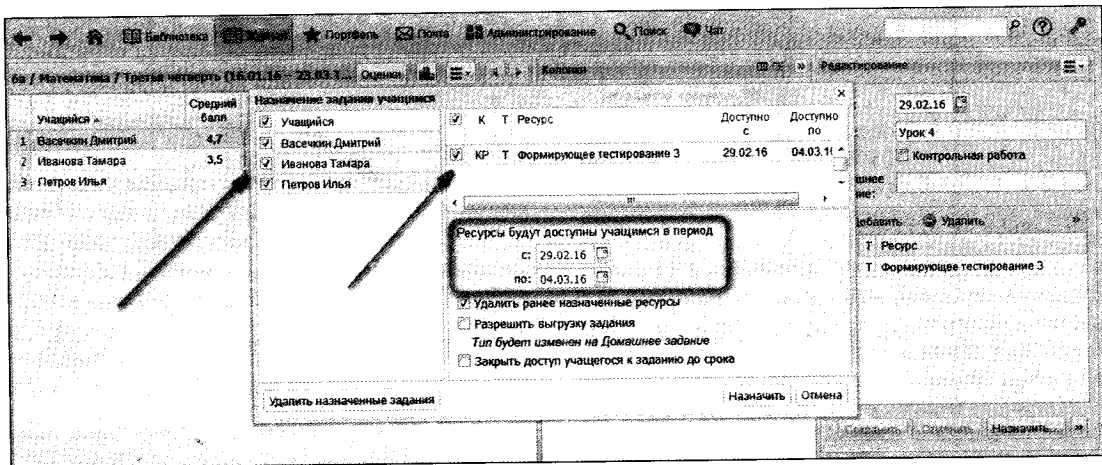 Библиотека Журнал Портфель Почта Администрирование Поиск Чат
6а / Математика / Третья четверть (16.01.16 – 23.03.1... Оценки Колонки Редактирование
Учащийся Средний балл
1 Васечкин Дмитрий 4,7
2 Иванова Тамара 3,5
3 Петров Илья
Назначение задания учащимся
Учащийся
Васечкин Дмитрий
Иванова Тамара
Петров Илья
К Т Ресурс Доступно с Доступно по
КР Т Формирующее тестирование 3 29.02.16 04.03.1
Ресурсы будут доступны учащимся в период
с: 29.02.16
по: 04.03.16
Удалить ранее назначенные ресурсы
Разрешить выгрузку задания
Тип будет изменен на Домашнее задание
Закрыть доступ учащегося к заданию до срока
Удалить назначенные задания Назначить Отмена
29.02.16
Урок 4
Контрольная работа
Удалить
Т Ресурс
Т Формирующее тестирование 3
Сохранить Отменить Назначить...